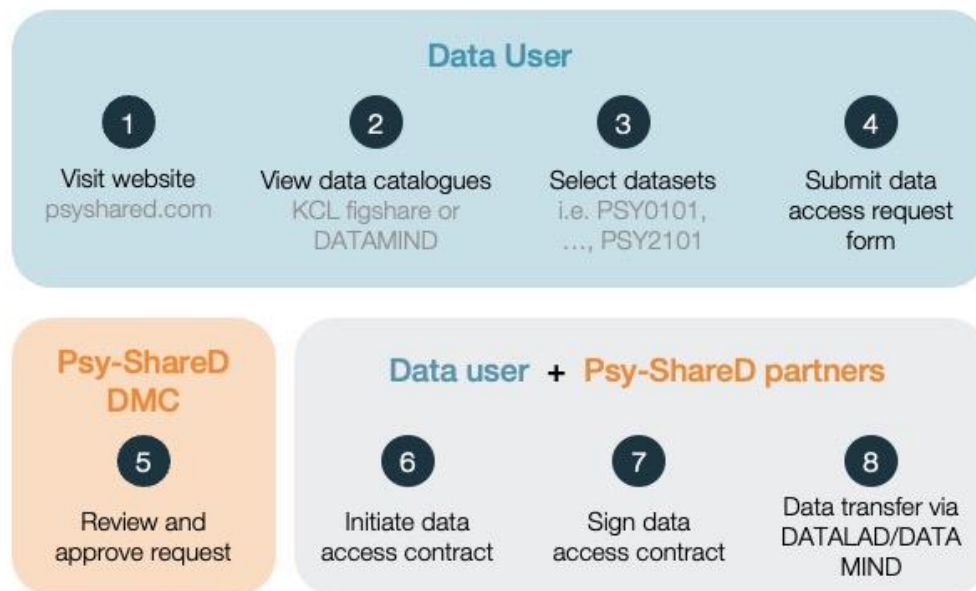 Data User
1
Visit website
psyshared.com
2
View data catalogues
KCL figshare or
DATAMIND
3
Select datasets
i.e. PSY0101,
..., PSY2101
4
Submit data
access request
form
Psy-ShareD
DMC
5
Review and
approve request
Data user + Psy-ShareD partners
6
Initiate data
access contract
7
Sign data
access contract
8
Data transfer via
DATALAD/DATA
MIND